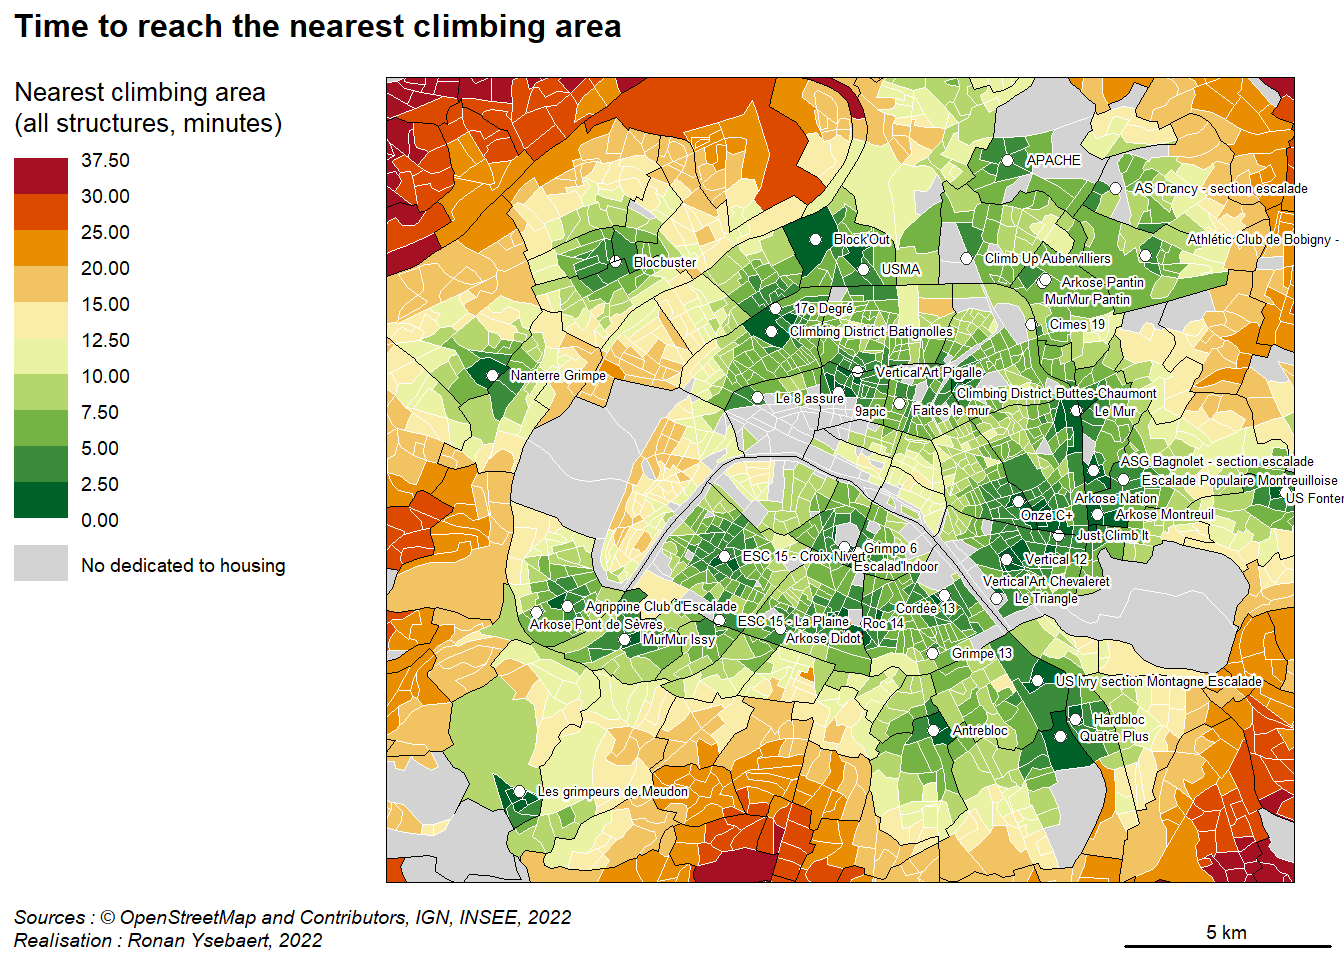 Time to reach the nearest climbing area
Nearest climbing area
(all structures, minutes)
37.50
30.00
25.00
20.00
15.00
12.50
10.00
7.50
5.00
2.50
0.00
No dedicated to housing
APACHE
AS Drancy - section escalade
Block'Out
Athlétic Club de Bobigny -
Blocbuster
USMA
Climb Up Aubervilliers
Arkose Pantin
MurMur Pantin
17e Degré
Climbing District Batignolles
Cimes 19
Nanterre Grimpe
Vertical'Art Pigalle
Climbing District Buttes-Chaumont
Le 8 assure
9apic
Faites le mur
Le Mur
ASG Bagnolet - section escalade
Escalade Populaire Montreuilloise
Arkose Nation
US Fonter
Onze C+
Arkose Montreuil
Just Climb It
ESC 15 - Croix Nivert
Grimpo 6
Escalad'Indoor
Vertical 12
Vertical'Art Chevaleret
Le Triangle
Agrippine Club d'Escalade
Cordée 13
Arkose Pont de Sèvres
ESC 15 - La Plaine
Roc 14
MurMur Issy
Arkose Didot
Grimpe 13
US Ivry section Montagne Escalade
Hardbloc
Antrebloc
Quatre Plus
Les grimpeurs de Meudon
Sources : © OpenStreetMap and Contributors, IGN, INSEE, 2022
Realisation : Ronan Ysebaert, 2022
5 km